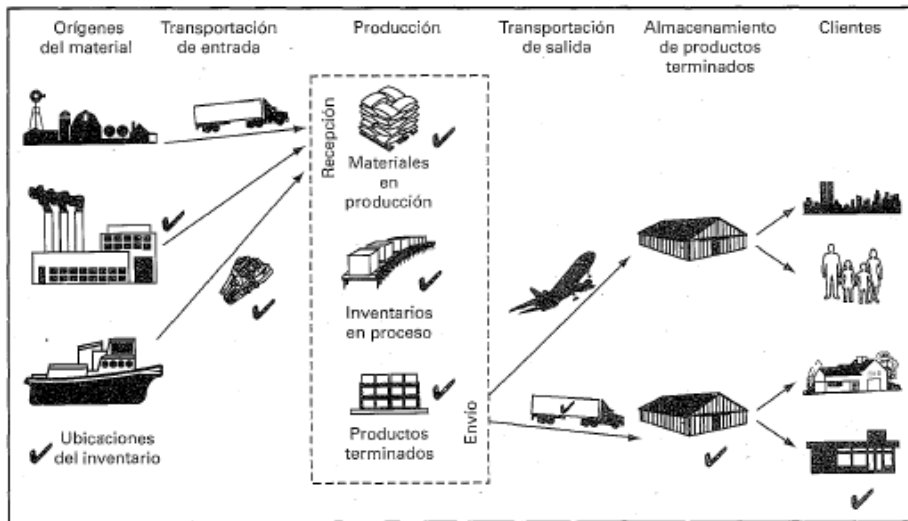 Orígenes
del material
Transportación
de entrada
Producción
Transportación
de salida
Almacenamiento
de productos
terminados
Clientes
Recepción
Materiales
en
producción
Inventarios
en proceso
Productos
terminados
Envío
Ubicaciones
del inventario